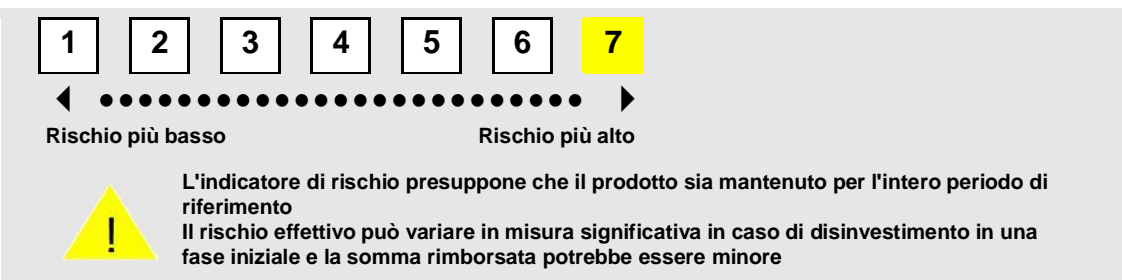 1 2 3 4 5 6 7
Rischio più basso Rischio più alto
L'indicatore di rischio presuppone che il prodotto sia mantenuto per l'intero periodo di
riferimento
Il rischio effettivo può variare in misura significativa in caso di disinvestimento in una
fase iniziale e la somma rimborsata potrebbe essere minore
!